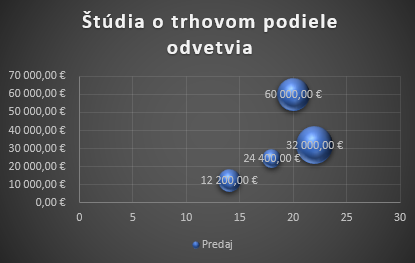 Štúdia o trhovom podiele
odvetvia
70 000,00 €
60 000,00 €
50 000,00 €
40 000,00 €
30 000,00 €
20 000,00 €
10 000,00 €
0,00 €
60 000,00 €
32 000,00 €
24 400,00 €
12 200,00 €
0 5 10 15 20 25 30
Predaj